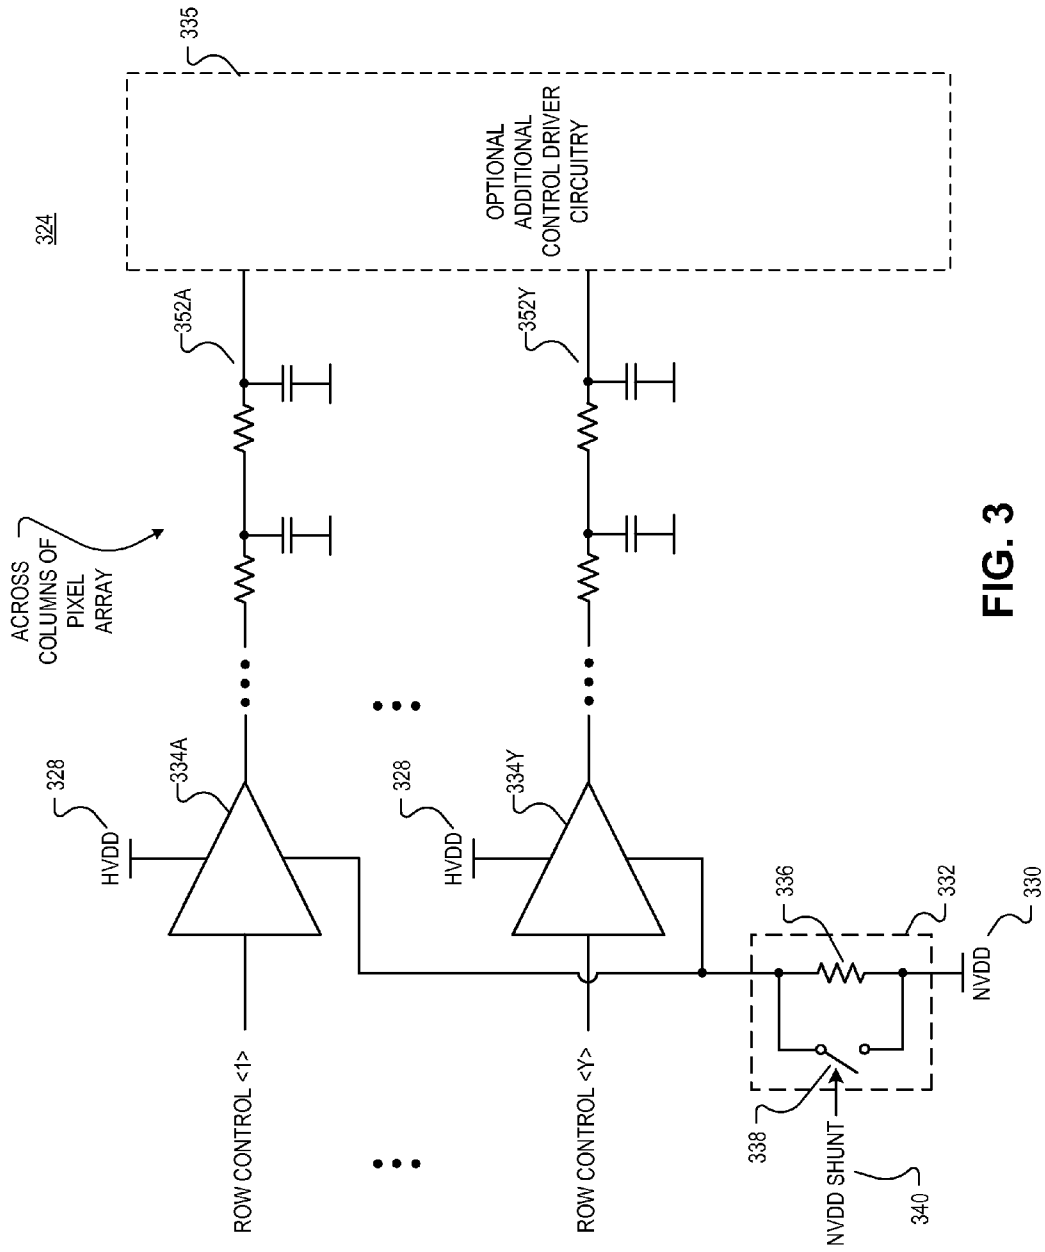 324
335
OPTIONAL
ADDITIONAL
CONTROL DRIVER
CIRCUITRY
352A
352Y
ACROSS
COLUMNS OF
PIXEL
ARRAY
328
HVDD
334A
328
HVDD
334Y
ROW CONTROL <1>
ROW CONTROL <Y>
336
332
330
NVDD
338
NVDD SHUNT
340
FIG. 3